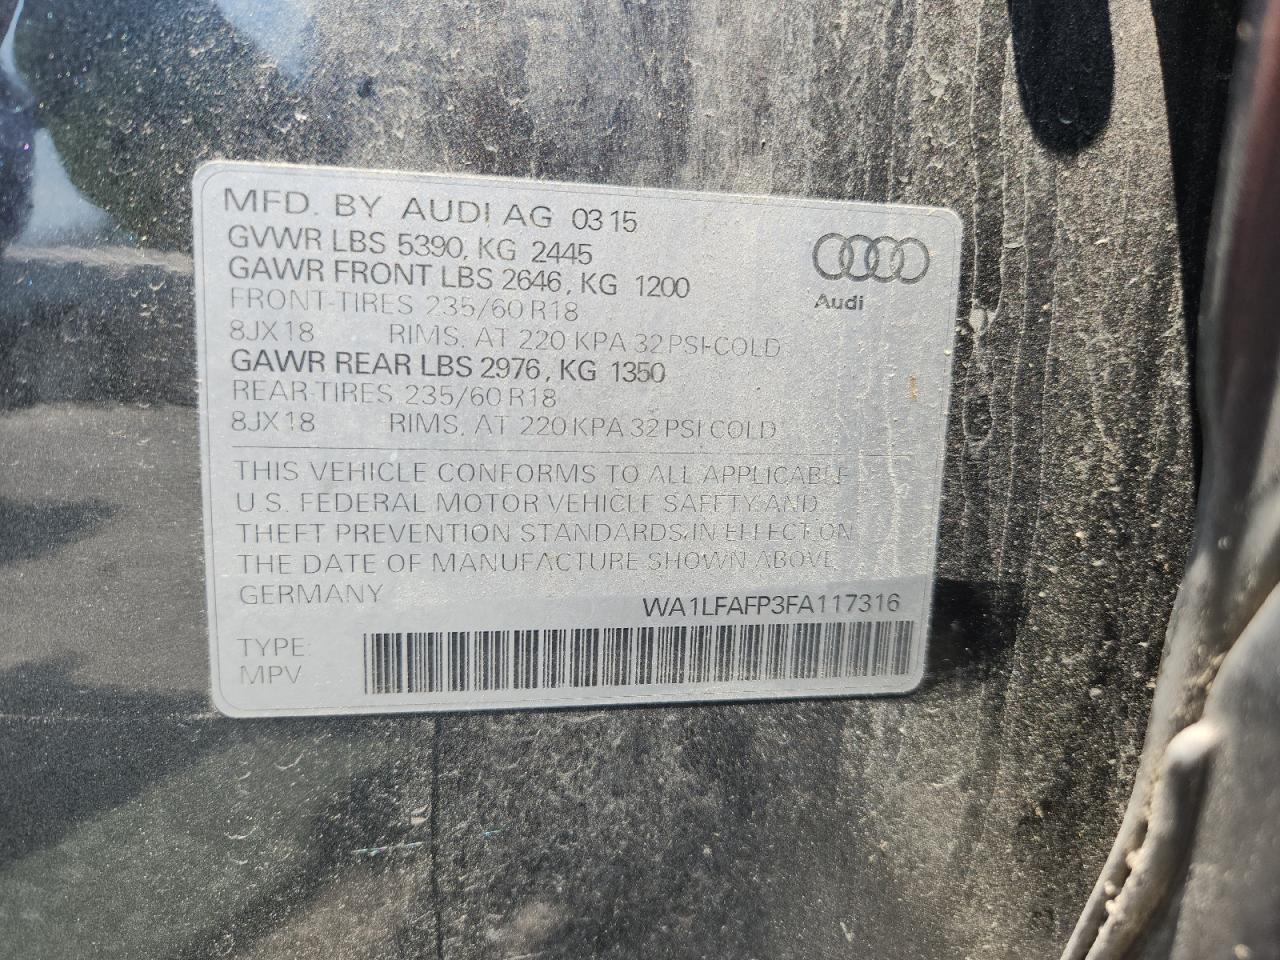 MFD. BY AUDI AG 0315
GVWR LBS 5390, KG 2445
GAWR FRONT LBS 2646, KG 1200
FRONT-TIRES 235/60 R18
8JX18 RIMS, AT 220 KPA 32 PSI-COLD
GAWR REAR LBS 2976, KG 1350
REAR-TIRES 235/60 R18
8JX18 RIMS, AT 220 KPA 32 PSI COLD
Audi
THIS VEHICLE CONFORMS TO ALL APPLICABLE
U.S. FEDERAL MOTOR VEHICLE SAFETY AND
THEFT PREVENTION STANDARDS IN EFFECT ON
THE DATE OF MANUFACTURE SHOWN ABOVE
GERMANY
WA1LFAFP3FA117316
TYPE:
MPV